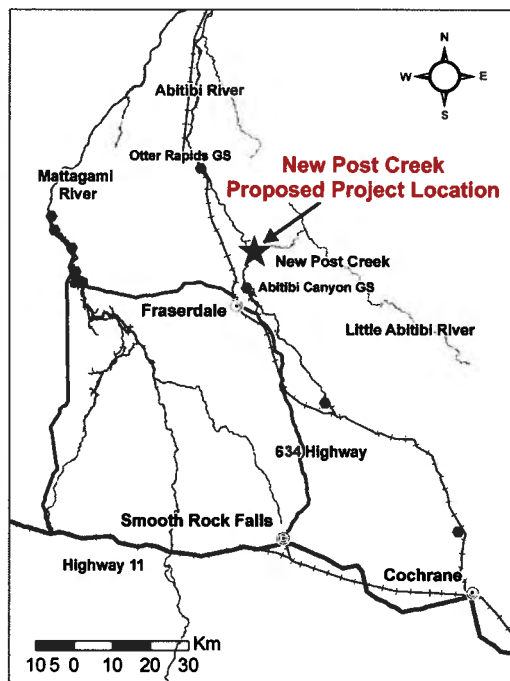 N
W E
S
Abitibi River
Otter Rapids GS
New Post Creek
Proposed Project Location
Mattagami
River
New Post Creek
Abitibi Canyon GS
Fraserdale
Little Abitibi River
634 Highway
Smooth Rock Falls
Highway 11
Cochrane
Km
10 5 0 10 20 30